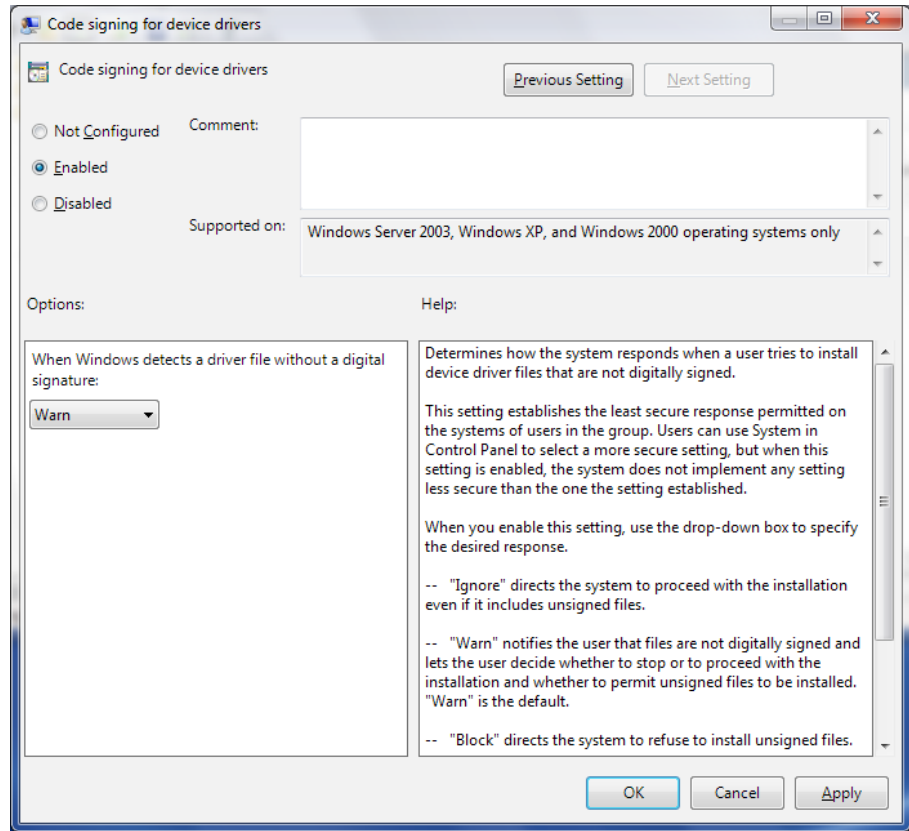 Code signing for device drivers
Code signing for device drivers
Previous Setting
Next Setting
Not Configured
Comment:
Enabled
Disabled
Supported on:
Windows Server 2003, Windows XP, and Windows 2000 operating systems only
Options:
Help:
When Windows detects a driver file without a digital
signature:
Warn
Determines how the system responds when a user tries to install
device driver files that are not digitally signed.
This setting establishes the least secure response permitted on
the systems of users in the group. Users can use System in
Control Panel to select a more secure setting, but when this
setting is enabled, the system does not implement any setting
less secure than the one the setting established.
When you enable this setting, use the drop-down box to specify
the desired response.
-- "Ignore" directs the system to proceed with the installation
even if it includes unsigned files.
-- "Warn" notifies the user that files are not digitally signed and
lets the user decide whether to stop or to proceed with the
installation and whether to permit unsigned files to be installed.
"Warn" is the default.
-- "Block" directs the system to refuse to install unsigned files.
OK
Cancel
Apply